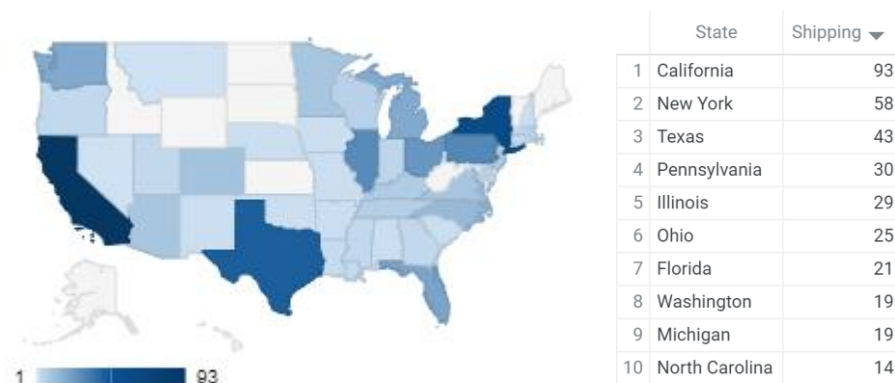 State Shipping
1 California 93
2 New York 58
3 Texas 43
4 Pennsylvania 30
5 Illinois 29
6 Ohio 25
7 Florida 21
8 Washington 19
9 Michigan 19
10 North Carolina 14
1 93